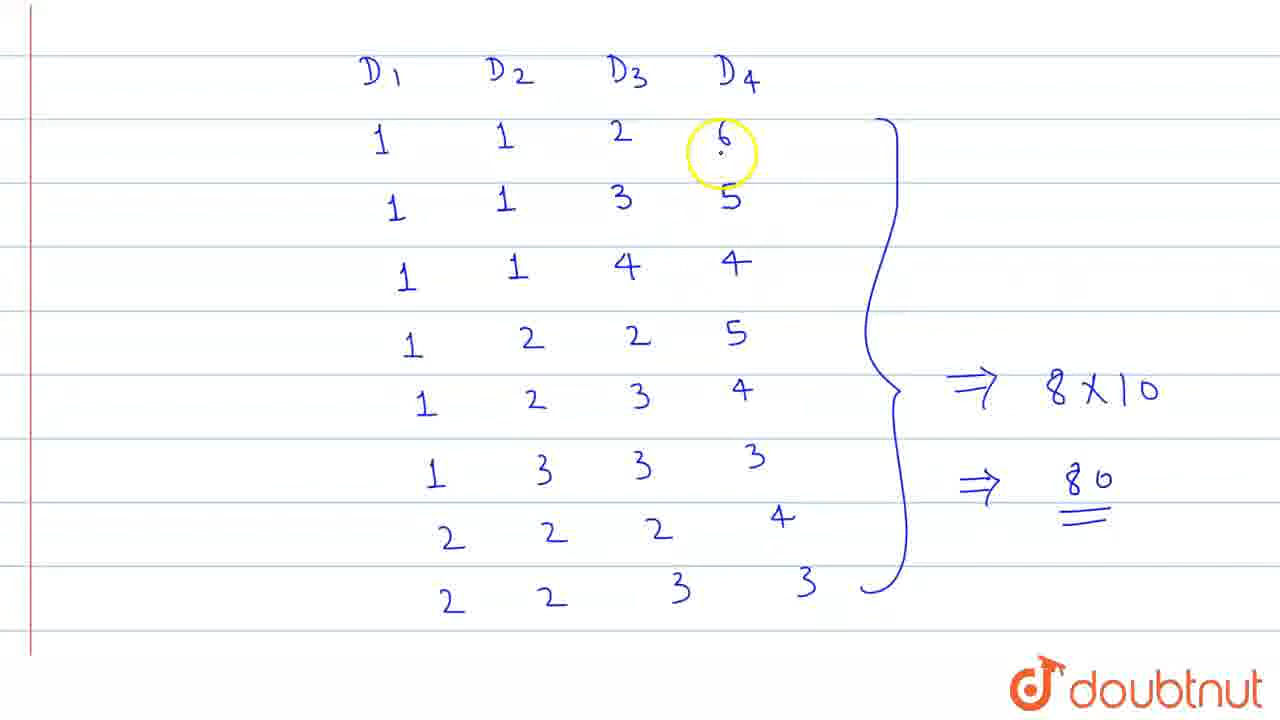 D1 D2 D3 D4
1 1 2 6
1 1 3 5
1 1 4 4
1 2 2 5
1 2 3 4
1 3 3 3
2 2 2 4
2 2 3 3
⇒ 8 × 10
⇒ 80
doubtnut